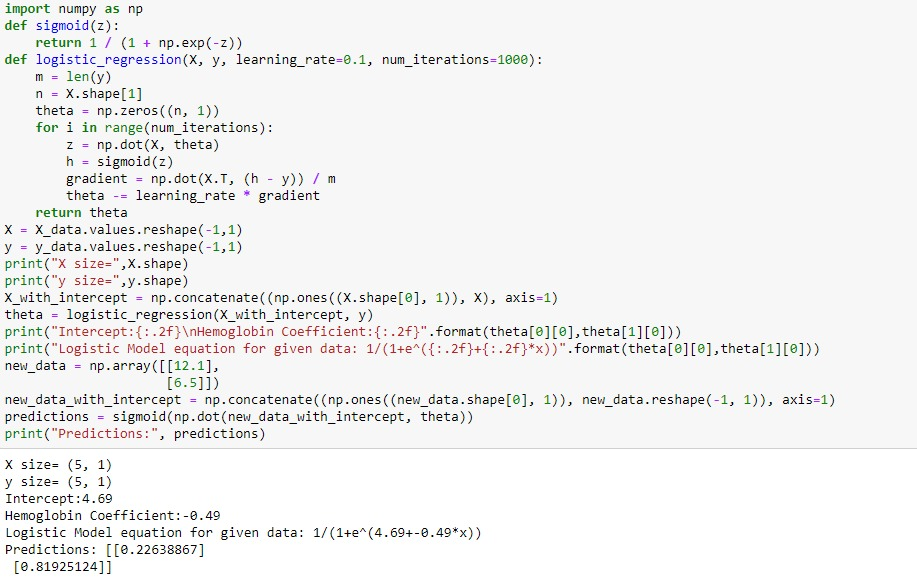 import numpy as np
def sigmoid(z):
    return 1 / (1 + np.exp(-z))
def logistic_regression(X, y, learning_rate=0.1, num_iterations=1000):
    m = len(y)
    n = X.shape[1]
    theta = np.zeros((n, 1))
    for i in range(num_iterations):
        z = np.dot(X, theta)
        h = sigmoid(z)
        gradient = np.dot(X.T, (h - y)) / m
        theta -= learning_rate * gradient
    return theta
X = X_data.values.reshape(-1,1)
y = y_data.values.reshape(-1,1)
print("X size=",X.shape)
print("y size=",y.shape)
X_with_intercept = np.concatenate((np.ones((X.shape[0], 1)), X), axis=1)
theta = logistic_regression(X_with_intercept, y)
print("Intercept:{:.2f}\nHemoglobin Coefficient:{:.2f}".format(theta[0][0],theta[1][0]))
print("Logistic Model equation for given data: 1/(1+e^({:.2f}+{:.2f}*x))".format(theta[0][0],theta[1][0]))
new_data = np.array([[12.1],
                     [6.5]])
new_data_with_intercept = np.concatenate((np.ones((new_data.shape[0], 1)), new_data.reshape(-1, 1)), axis=1)
predictions = sigmoid(np.dot(new_data_with_intercept, theta))
print("Predictions:", predictions)
X size= (5, 1)
y size= (5, 1)
Intercept:4.69
Hemoglobin Coefficient:-0.49
Logistic Model equation for given data: 1/(1+e^(4.69+-0.49*x))
Predictions: [[0.22638867]
 [0.81925124]]